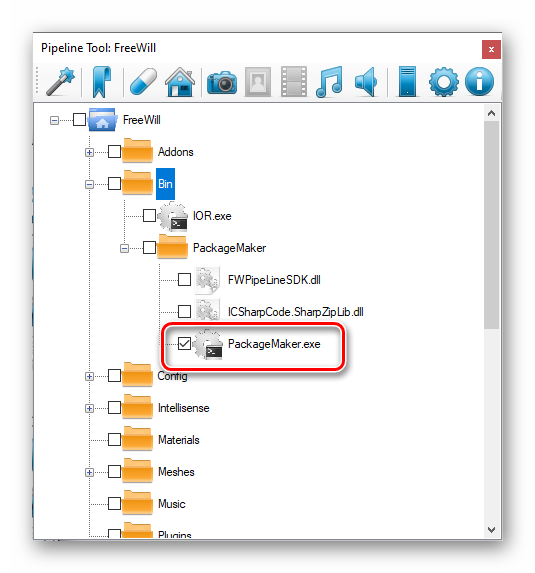 Pipeline Tool: FreeWill
x
FreeWill
Addons
Bin
IOR.exe
PackageMaker
FWPipeLineSDK.dll
ICSharpCode.SharpZipLib.dll
PackageMaker.exe
Config
Intellisense
Materials
Meshes
Music
Plugins